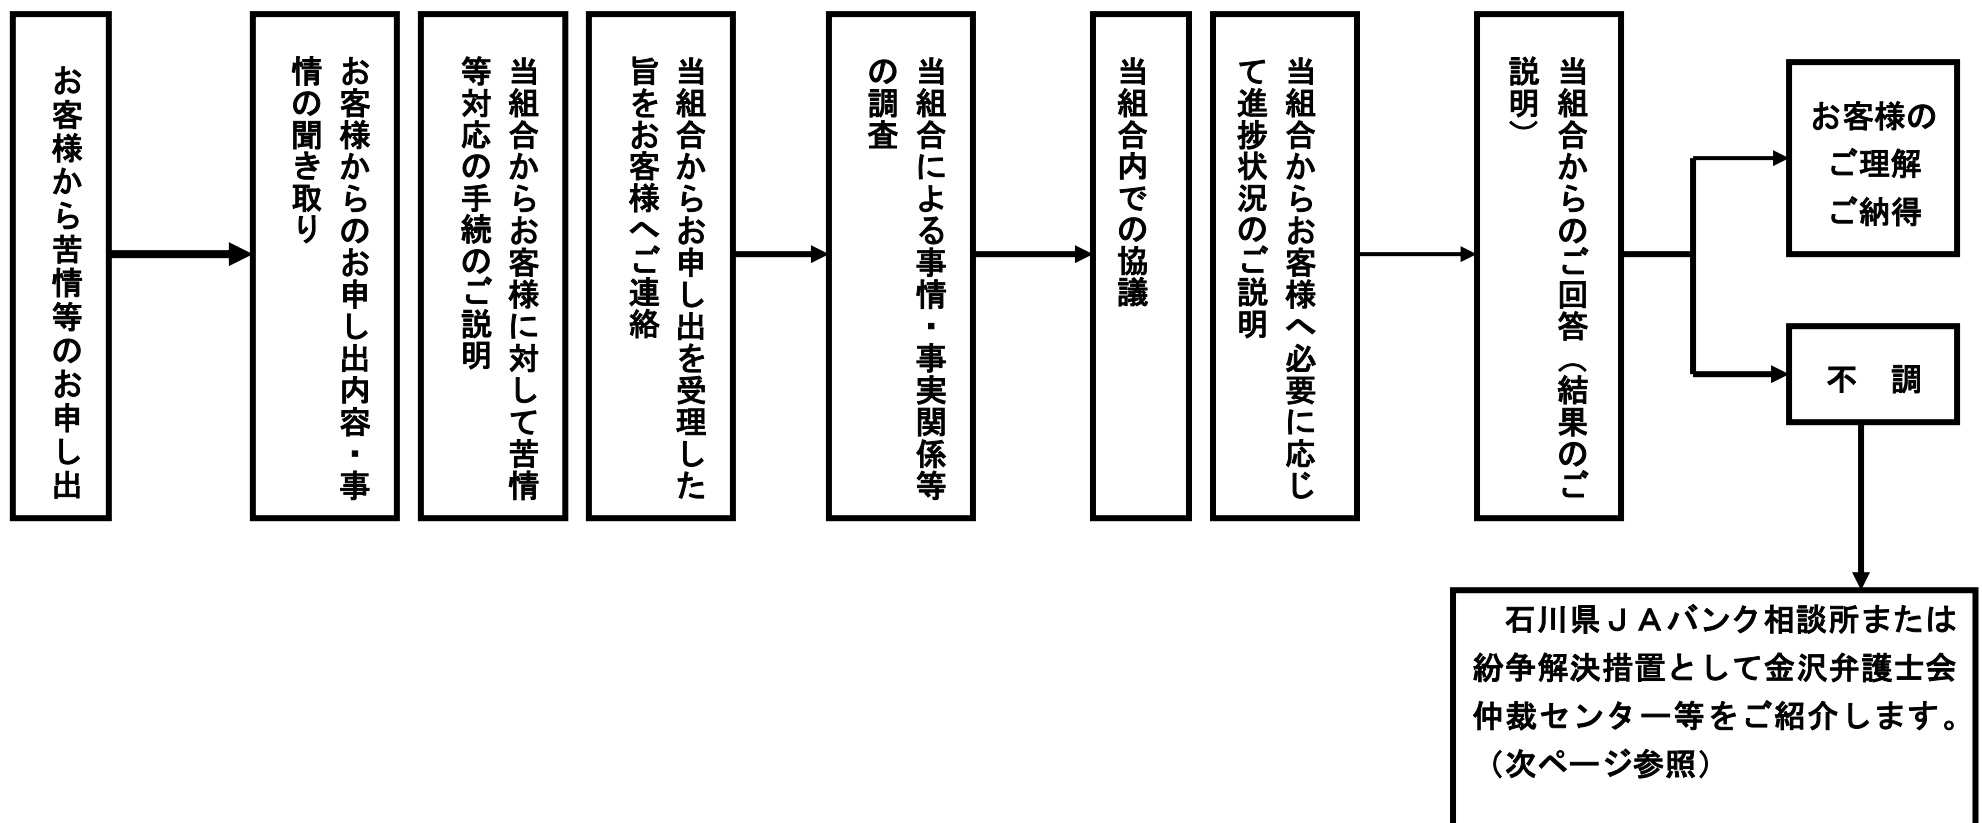 お客様から苦情等のお申し出
お客様からのお申し出内容・事
情の聞き取り
当組合からお客様に対して苦情
等対応の手続のご説明
当組合からお申し出を受理した
旨をお客様へご連絡
当組合による事情・事実関係等
の調査
当組合内での協議
当組合からお客様へ必要に応じ
て進捗状況のご説明
当組合からのご回答（結果のご
説明）
お客様の
ご理解
ご納得
不　調
石川県ＪＡバンク相談所または
紛争解決措置として金沢弁護士会
仲裁センター等をご紹介します。
（次ページ参照）